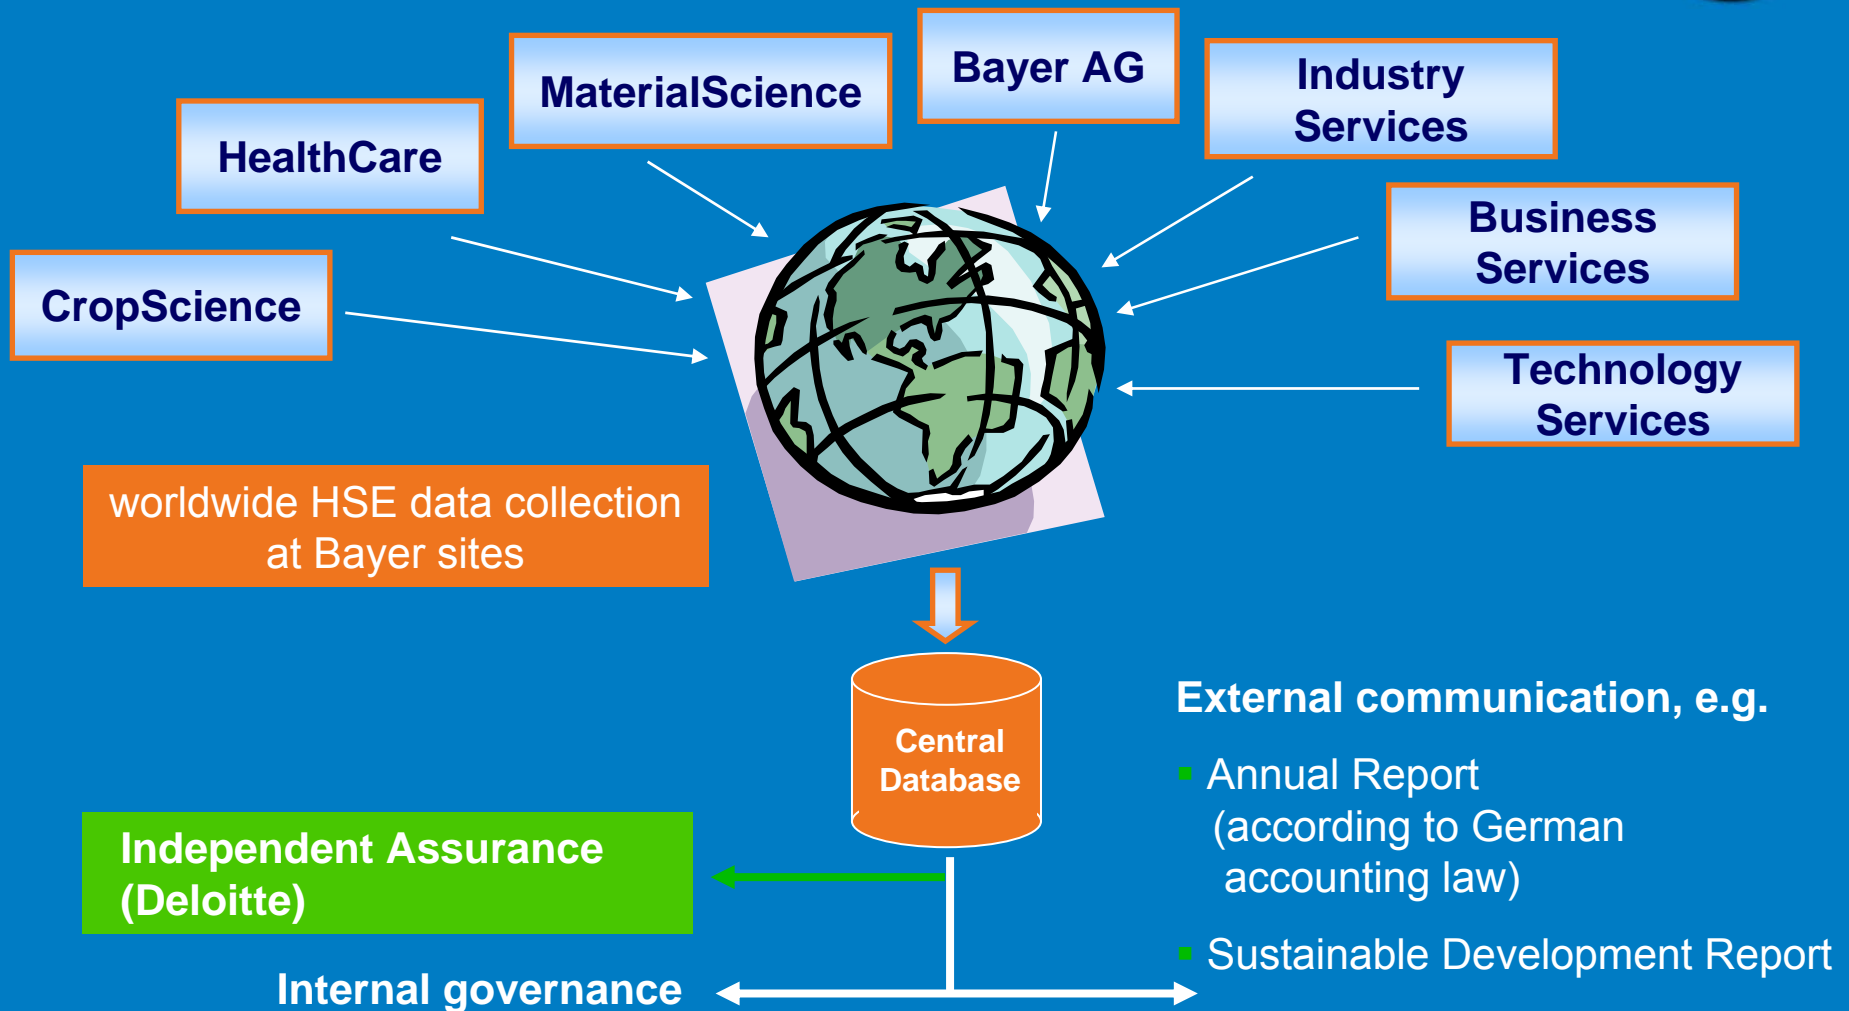 Bayer AG
MaterialScience
Industry
Services
HealthCare
Business
Services
CropScience
Technology
Services
worldwide HSE data collection
at Bayer sites
Central
Database
External communication, e.g.
Annual Report
(according to German
accounting law)
Sustainable Development Report
Independent Assurance
(Deloitte)
Internal governance